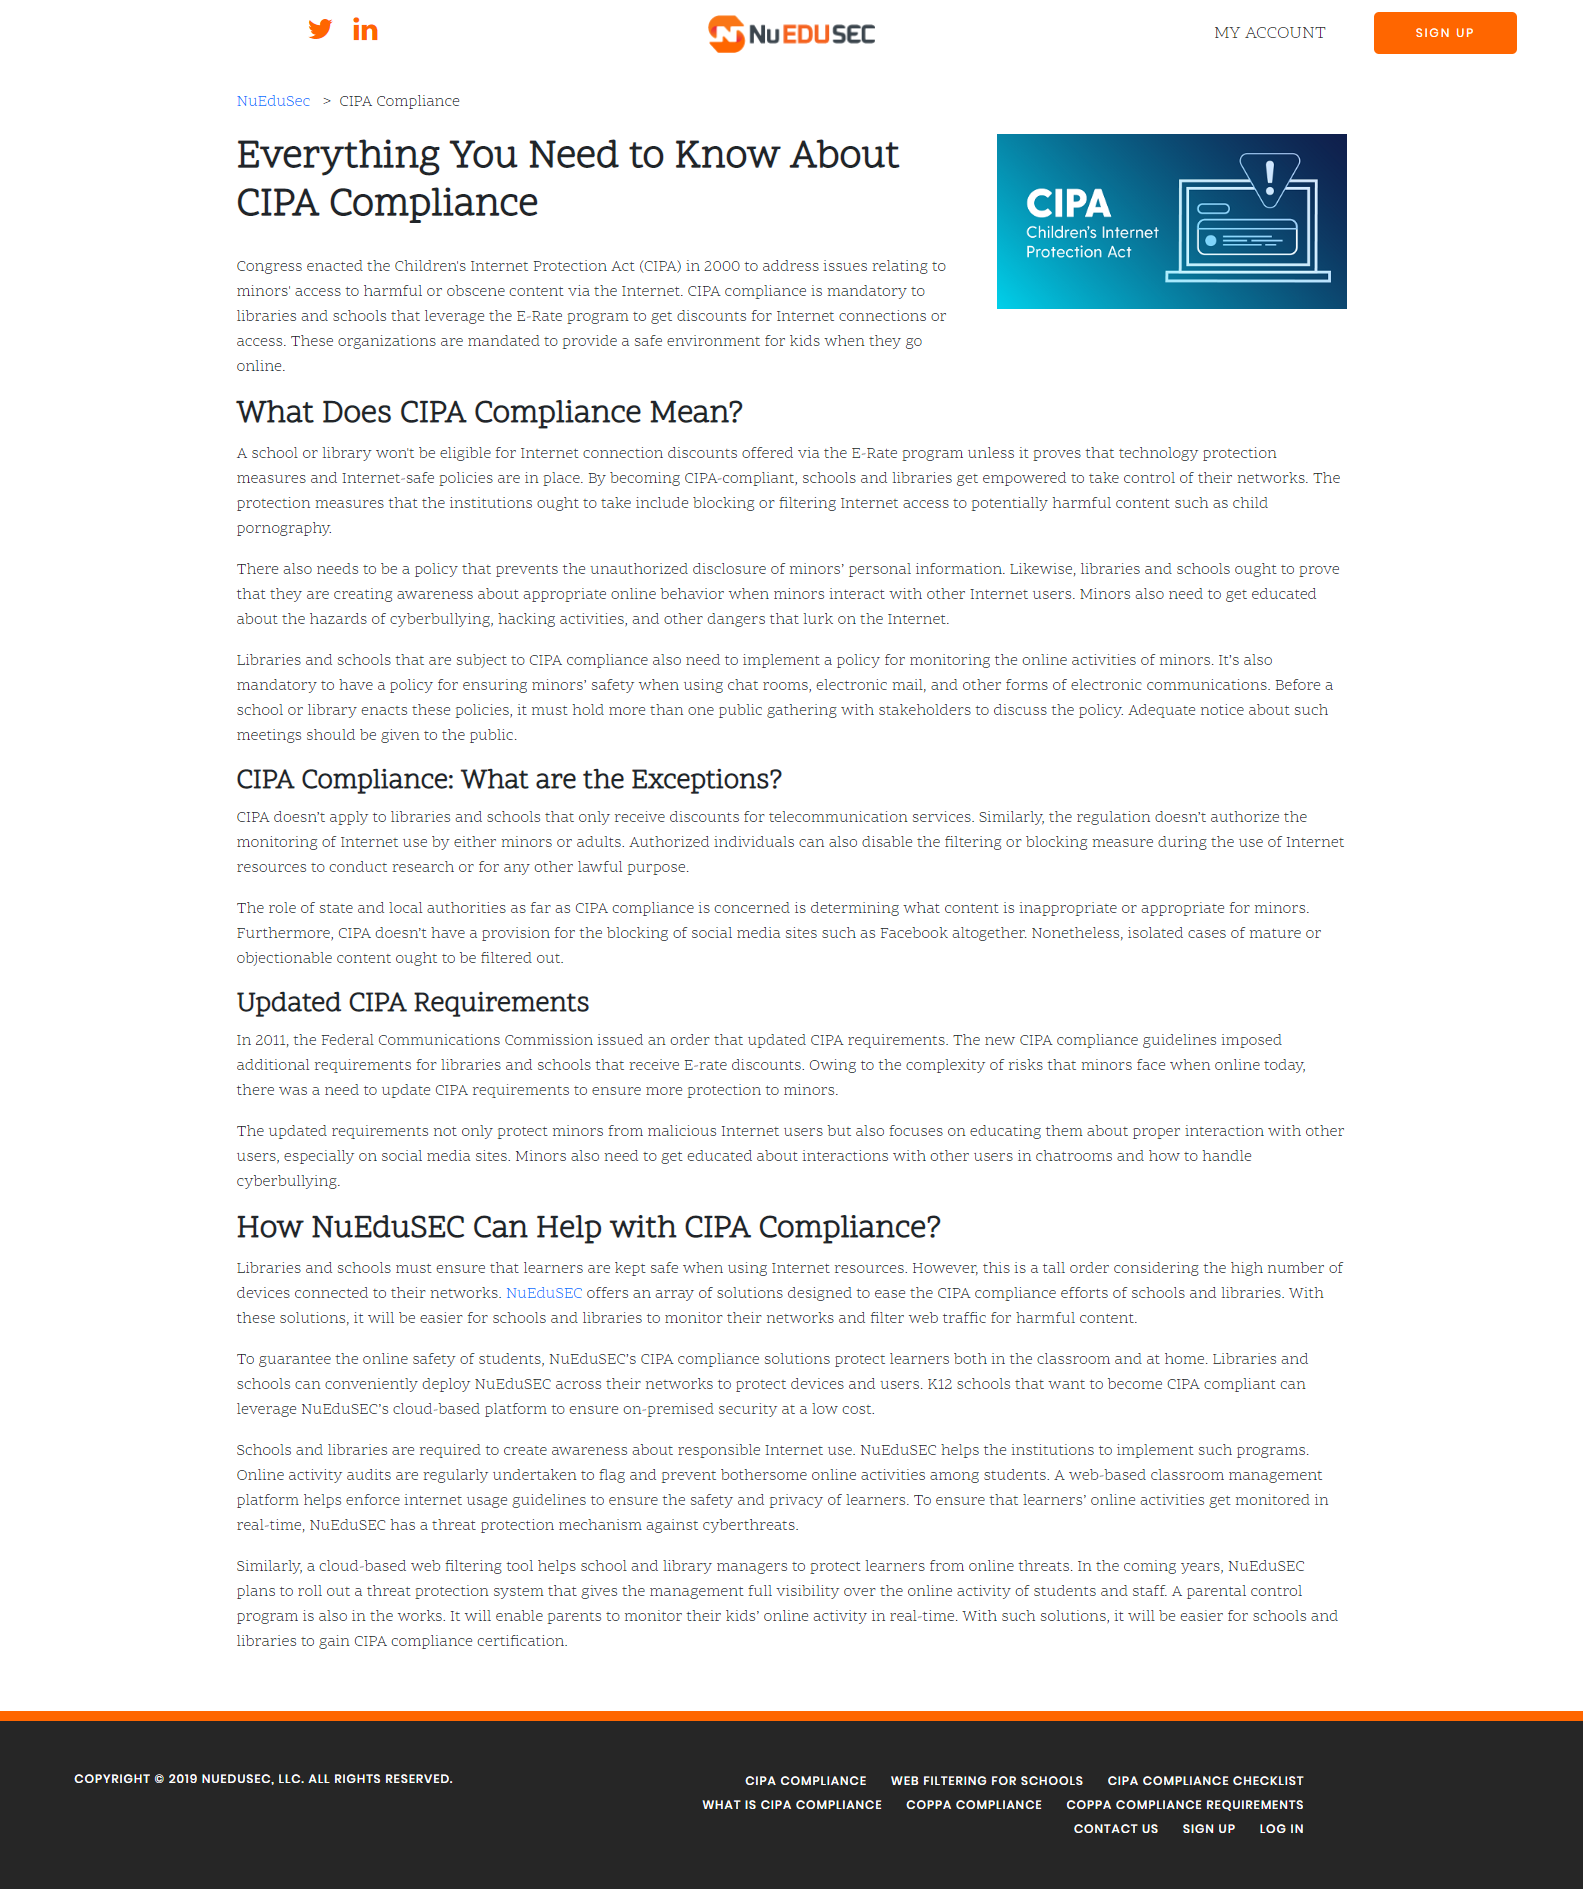 NuEDUSEC
MY ACCOUNT
SIGN UP
NuEduSec > CIPA Compliance
Everything You Need to Know About
CIPA Compliance
CIPA
Children's Internet
Protection Act
Congress enacted the Children's Internet Protection Act (CIPA) in 2000 to address issues relating to
minors' access to harmful or obscene content via the Internet. CIPA compliance is mandatory to
libraries and schools that leverage the E-Rate program to get discounts for Internet connections or
access. These organizations are mandated to provide a safe environment for kids when they go
online.
What Does CIPA Compliance Mean?
A school or library won't be eligible for Internet connection discounts offered via the E-Rate program unless it proves that technology protection
measures and Internet-safe policies are in place. By becoming CIPA-compliant, schools and libraries get empowered to take control of their networks. The
protection measures that the institutions ought to take include blocking or filtering Internet access to potentially harmful content such as child
pornography.
There also needs to be a policy that prevents the unauthorized disclosure of minors’ personal information. Likewise, libraries and schools ought to prove
that they are creating awareness about appropriate online behavior when minors interact with other Internet users. Minors also need to get educated
about the hazards of cyberbullying, hacking activities, and other dangers that lurk on the Internet.
Libraries and schools that are subject to CIPA compliance also need to implement a policy for monitoring the online activities of minors. It’s also
mandatory to have a policy for ensuring minors’ safety when using chat rooms, electronic mail, and other forms of electronic communications. Before a
school or library enacts these policies, it must hold more than one public gathering with stakeholders to discuss the policy. Adequate notice about such
meetings should be given to the public.
CIPA Compliance: What are the Exceptions?
CIPA doesn’t apply to libraries and schools that only receive discounts for telecommunication services. Similarly, the regulation doesn’t authorize the
monitoring of Internet use by either minors or adults. Authorized individuals can also disable the filtering or blocking measure during the use of Internet
resources to conduct research or for any other lawful purpose.
The role of state and local authorities as far as CIPA compliance is concerned is determining what content is inappropriate or appropriate for minors.
Furthermore, CIPA doesn’t have a provision for the blocking of social media sites such as Facebook altogether. Nonetheless, isolated cases of mature or
objectionable content ought to be filtered out.
Updated CIPA Requirements
In 2011, the Federal Communications Commission issued an order that updated CIPA requirements. The new CIPA compliance guidelines imposed
additional requirements for libraries and schools that receive E-rate discounts. Owing to the complexity of risks that minors face when online today,
there was a need to update CIPA requirements to ensure more protection to minors.
The updated requirements not only protect minors from malicious Internet users but also focuses on educating them about proper interaction with other
users, especially on social media sites. Minors also need to get educated about interactions with other users in chatrooms and how to handle
cyberbullying.
How NuEduSEC Can Help with CIPA Compliance?
Libraries and schools must ensure that learners are kept safe when using Internet resources. However, this is a tall order considering the high number of
devices connected to their networks. NuEduSEC offers an array of solutions designed to ease the CIPA compliance efforts of schools and libraries. With
these solutions, it will be easier for schools and libraries to monitor their networks and filter web traffic for harmful content.
To guarantee the online safety of students, NuEduSEC’s CIPA compliance solutions protect learners both in the classroom and at home. Libraries and
schools can conveniently deploy NuEduSEC across their networks to protect devices and users. K12 schools that want to become CIPA compliant can
leverage NuEduSEC’s cloud-based platform to ensure on-premised security at a low cost.
Schools and libraries are required to create awareness about responsible Internet use. NuEduSEC helps the institutions to implement such programs.
Online activity audits are regularly undertaken to flag and prevent bothersome online activities among students. A web-based classroom management
platform helps enforce internet usage guidelines to ensure the safety and privacy of learners. To ensure that learners’ online activities get monitored in
real-time, NuEduSEC has a threat protection mechanism against cyberthreats.
Similarly, a cloud-based web filtering tool helps school and library managers to protect learners from online threats. In the coming years, NuEduSEC
plans to roll out a threat protection system that gives the management full visibility over the online activity of students and staff. A parental control
program is also in the works. It will enable parents to monitor their kids’ online activity in real-time. With such solutions, it will be easier for schools and
libraries to gain CIPA compliance certification.
COPYRIGHT © 2019 NUEDUSEC, LLC. ALL RIGHTS RESERVED.
CIPA COMPLIANCE WEB FILTERING FOR SCHOOLS CIPA COMPLIANCE CHECKLIST
WHAT IS CIPA COMPLIANCE COPPA COMPLIANCE COPPA COMPLIANCE REQUIREMENTS
CONTACT US SIGN UP LOG IN